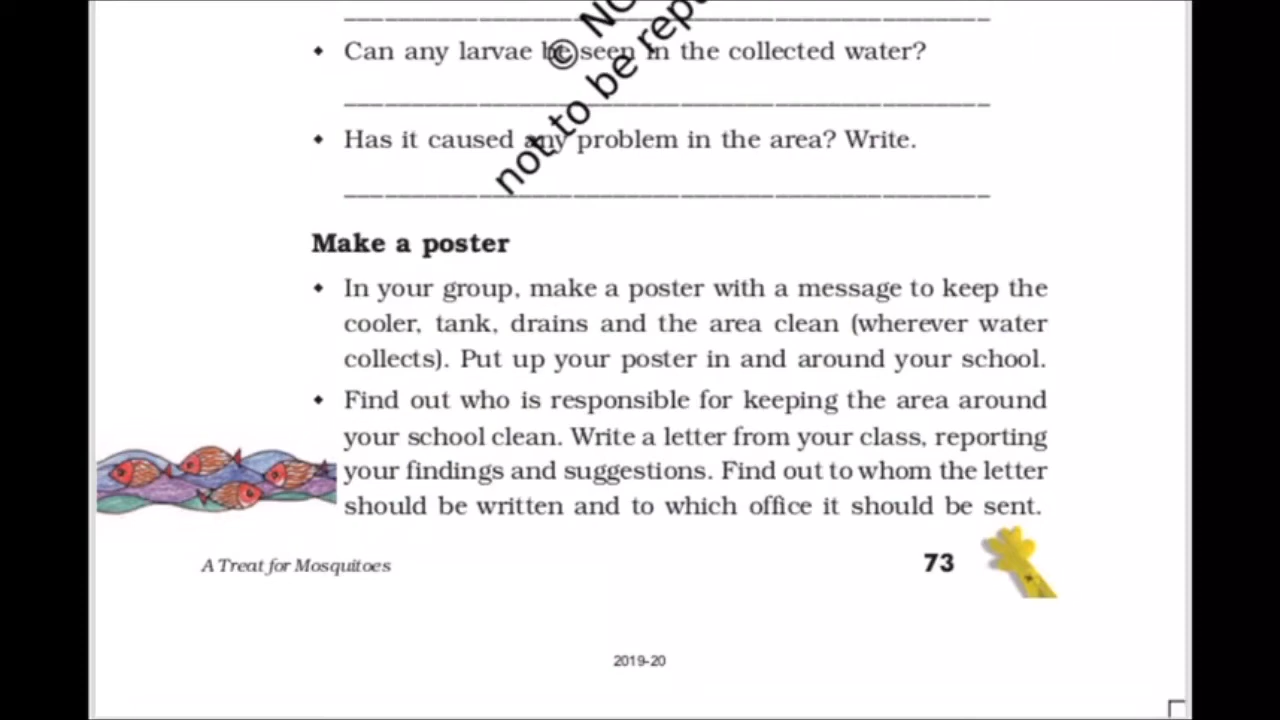 Can any larvae be seen in the collected water?
Has it caused any problem in the area? Write.
Make a poster
In your group, make a poster with a message to keep the
cooler, tank, drains and the area clean (wherever water
collects). Put up your poster in and around your school.
Find out who is responsible for keeping the area around
your school clean. Write a letter from your class, reporting
your findings and suggestions. Find out to whom the letter
should be written and to which office it should be sent.
A Treat for Mosquitoes
73
2019-20
not to be